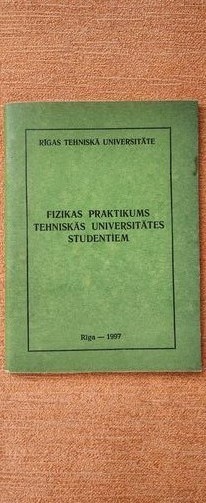 RĪGAS TEHNISKĀ UNIVERSITĀTE
FIZIKAS PRAKTIKUMS
TEHNISKĀS UNIVERSITĀTES
STUDENTIEM
Rīga — 1997